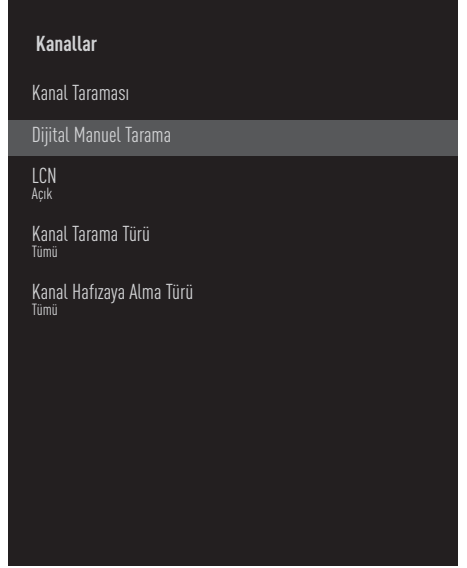 Kanallar
Kanal Taraması
Dijital Manuel Tarama
LCN
Açık
Kanal Tarama Türü
Tümü
Kanal Hafızaya Alma Türü
Tümü